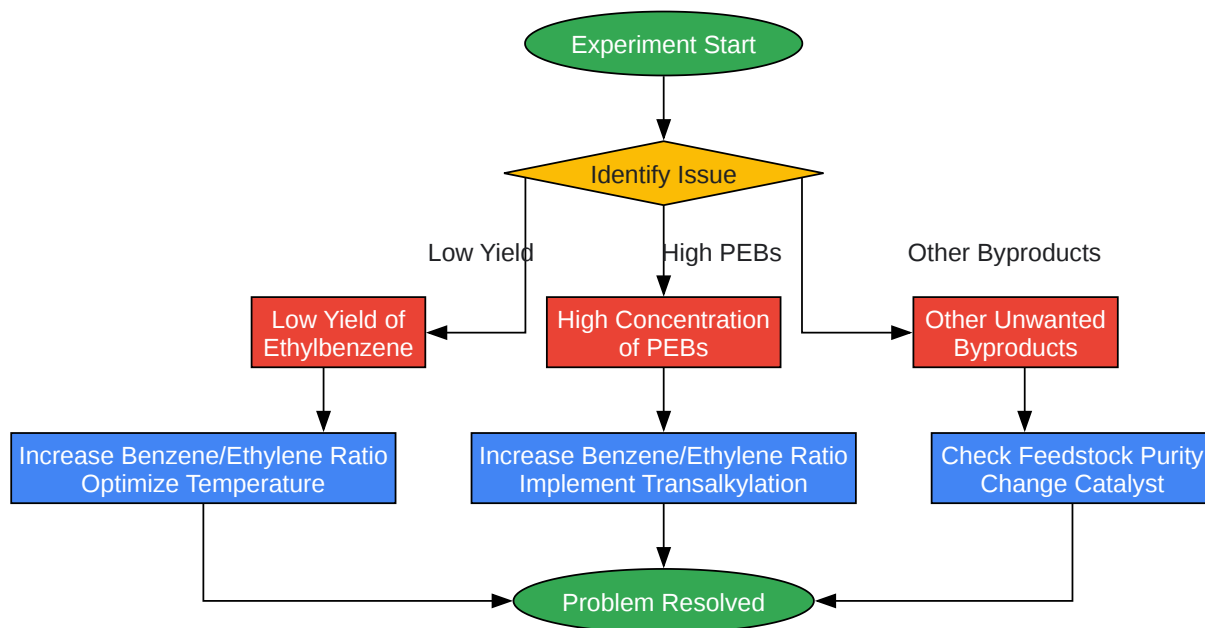 Experiment Start
Identify Issue
Low Yield
High PEBs
Other Byproducts
Low Yield of
Ethylbenzene
High Concentration
of PEBs
Other Unwanted
Byproducts
Increase Benzene/Ethylene Ratio
Optimize Temperature
Increase Benzene/Ethylene Ratio
Implement Transalkylation
Check Feedstock Purity
Change Catalyst
Problem Resolved